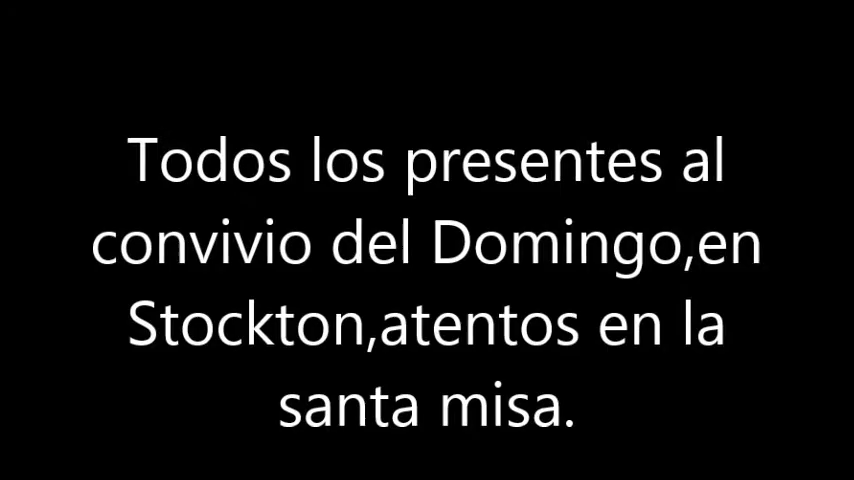 Todos los presentes al
convivio del Domingo,en
Stockton,atentos en la
santa misa.